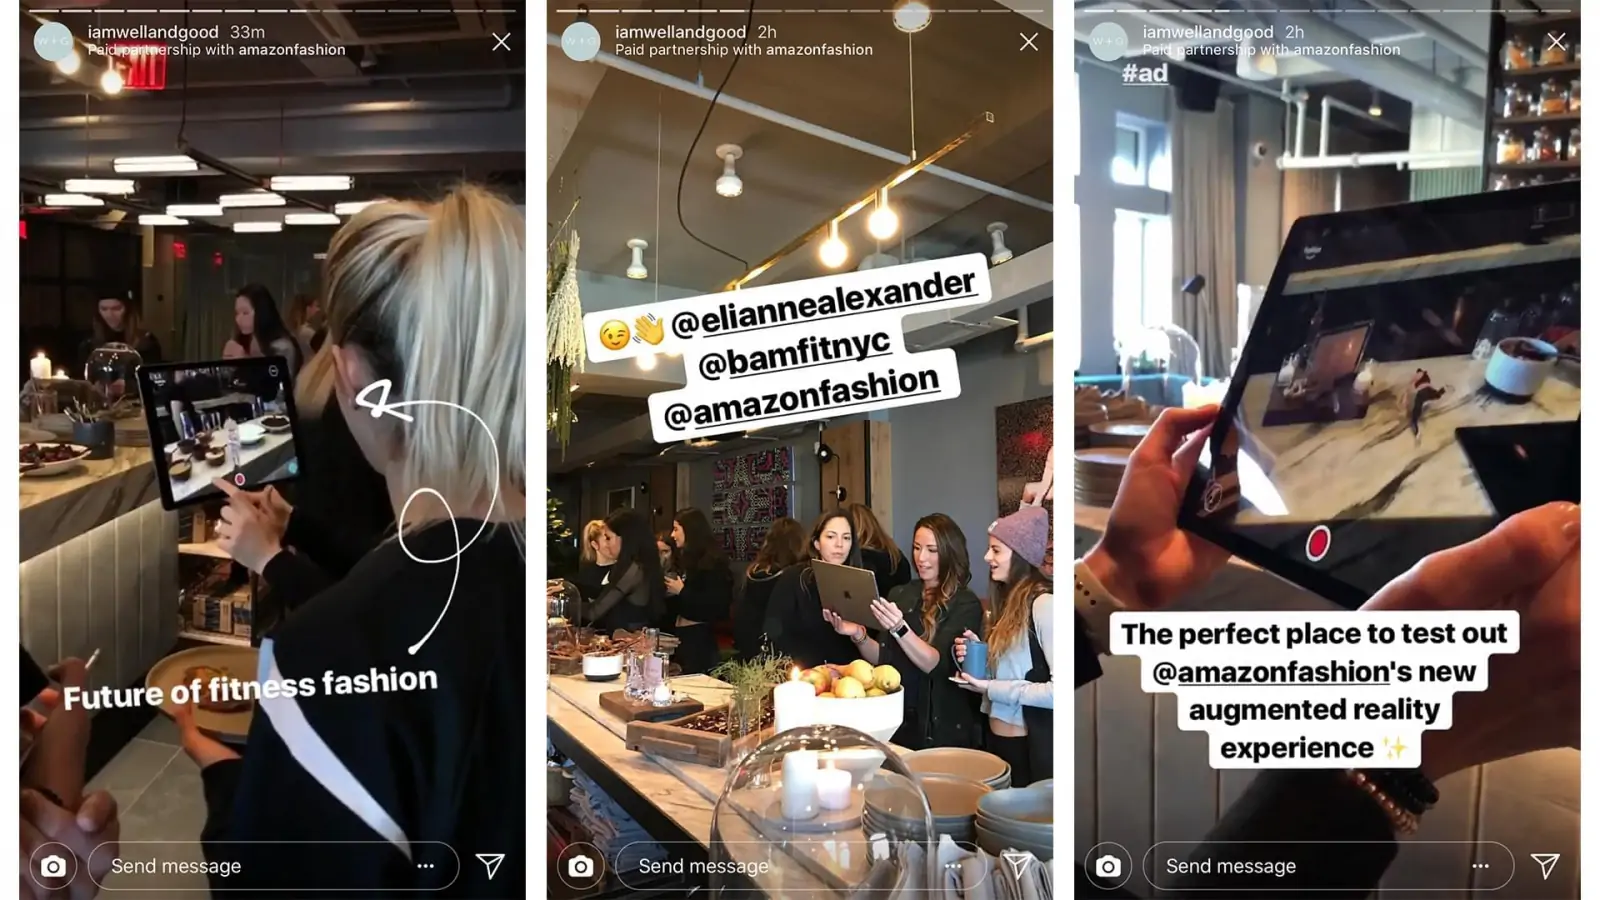 W+G
iamwellandgood 33m
Paid partnership with amazonfashion
Future of fitness fashion
Send message
W+G
iamwellandgood 2h
Paid partnership with amazonfashion
😉👋 @eliannealexander
@bamfitnyc
@amazonfashion
Send message
W+G
iamwellandgood 2h
Paid partnership with amazonfashion
#ad
The perfect place to test out
@amazonfashion's new
augmented reality
experience ✨
Send message